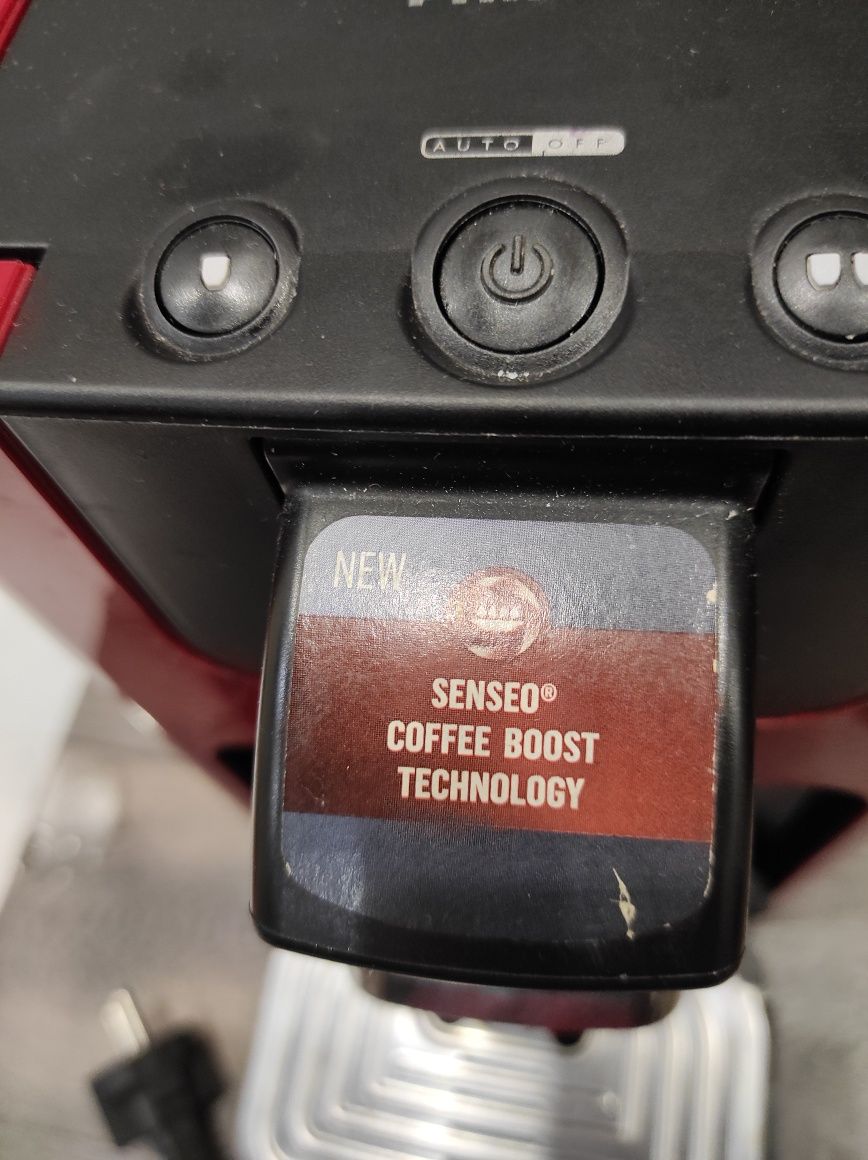 AUTO OFF
NEW
SENSEO®
COFFEE BOOST
TECHNOLOGY